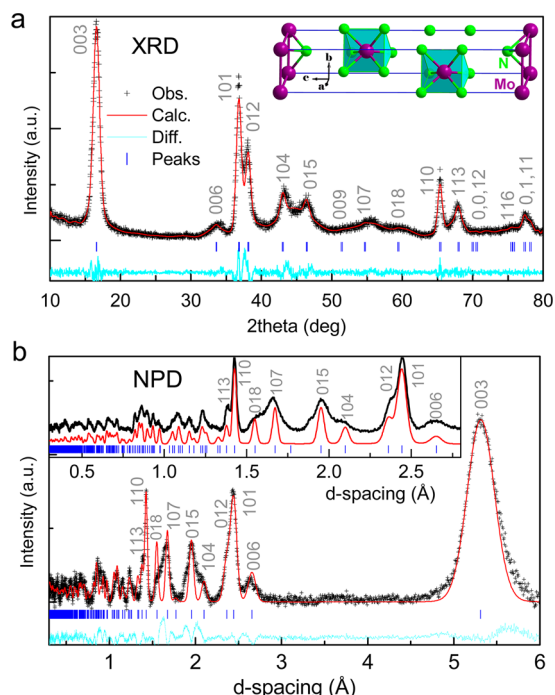 a
XRD
003
101
012
Obs.
Calc.
Diff.
Peaks
b
c
a
N
Mo
006
104
015
009
107
018
110
113
0,0,12
116
0,1,11
Intensity (a.u.)
10 20 30 40 50 60 70 80
2theta (deg)
b
NPD
113
110
018
107
015
104
012
101
006
003
0.5 1.0 1.5 2.0 2.5
d-spacing (Å)
Intensity (a.u.)
113
110
018
107
015
104
012
101
006
1 2 3 4 5 6
d-spacing (Å)